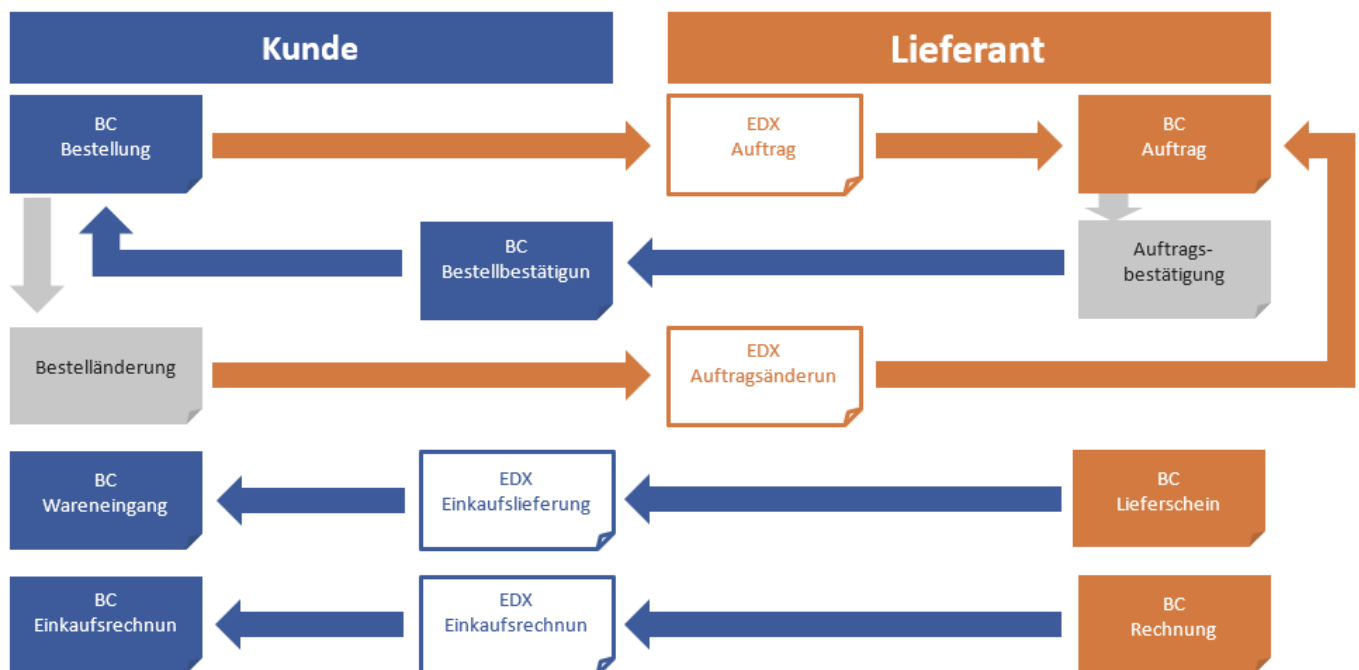 Kunde
Lieferant
BC
Bestellung
EDX
Auftrag
BC
Auftrag
BC
Bestellbestätigun
Auftrags-
bestätigung
Bestelländerung
EDX
Auftragsänderun
BC
Wareneingang
EDX
Einkaufslieferung
BC
Lieferschein
BC
Einkaufsrechnun
EDX
Einkaufsrechnun
BC
Rechnung